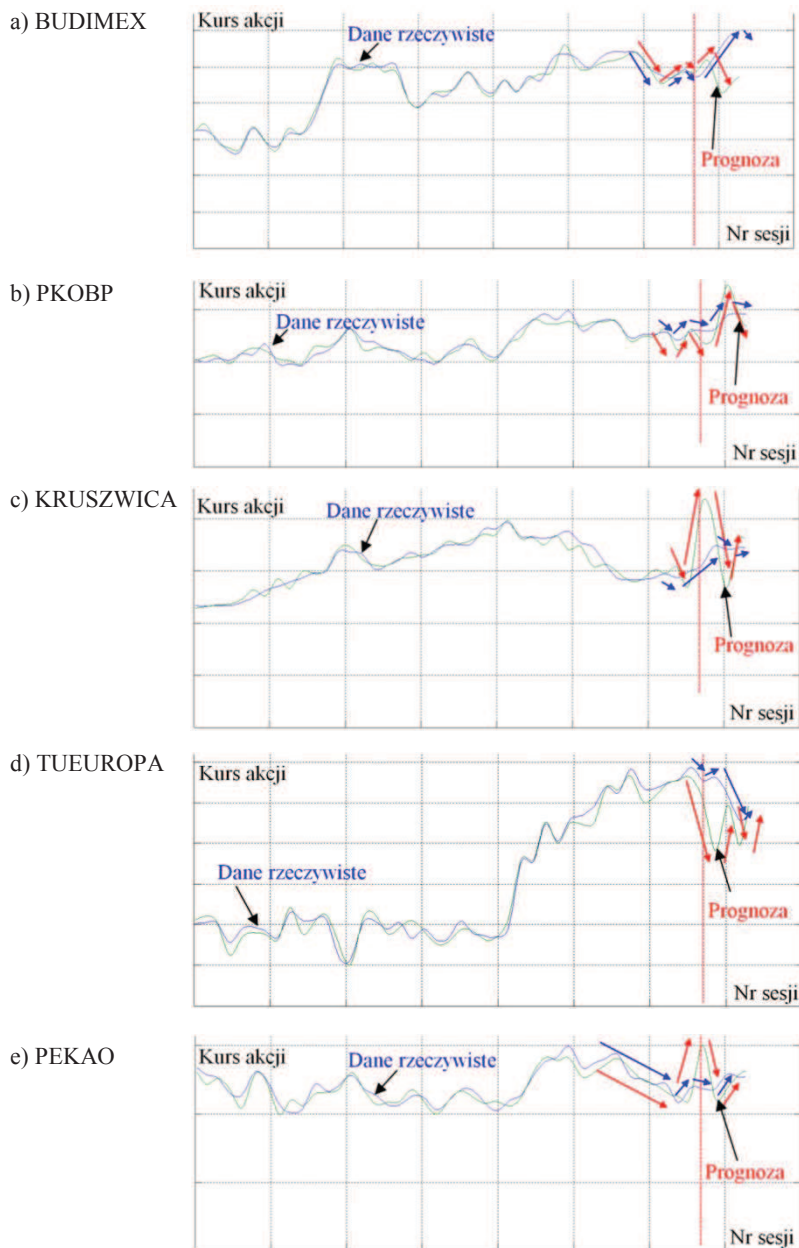 a) BUDIMEX
Kurs akcji
Dane rzeczywiste
Prognoza
Nr sesji
b) PKOBP
Kurs akcji
Dane rzeczywiste
Prognoza
Nr sesji
c) KRUSZWICA
Kurs akcji
Dane rzeczywiste
Prognoza
Nr sesji
d) TUEUROPA
Kurs akcji
Dane rzeczywiste
Prognoza
Nr sesji
e) PEKAO
Kurs akcji
Dane rzeczywiste
Prognoza
Nr sesji